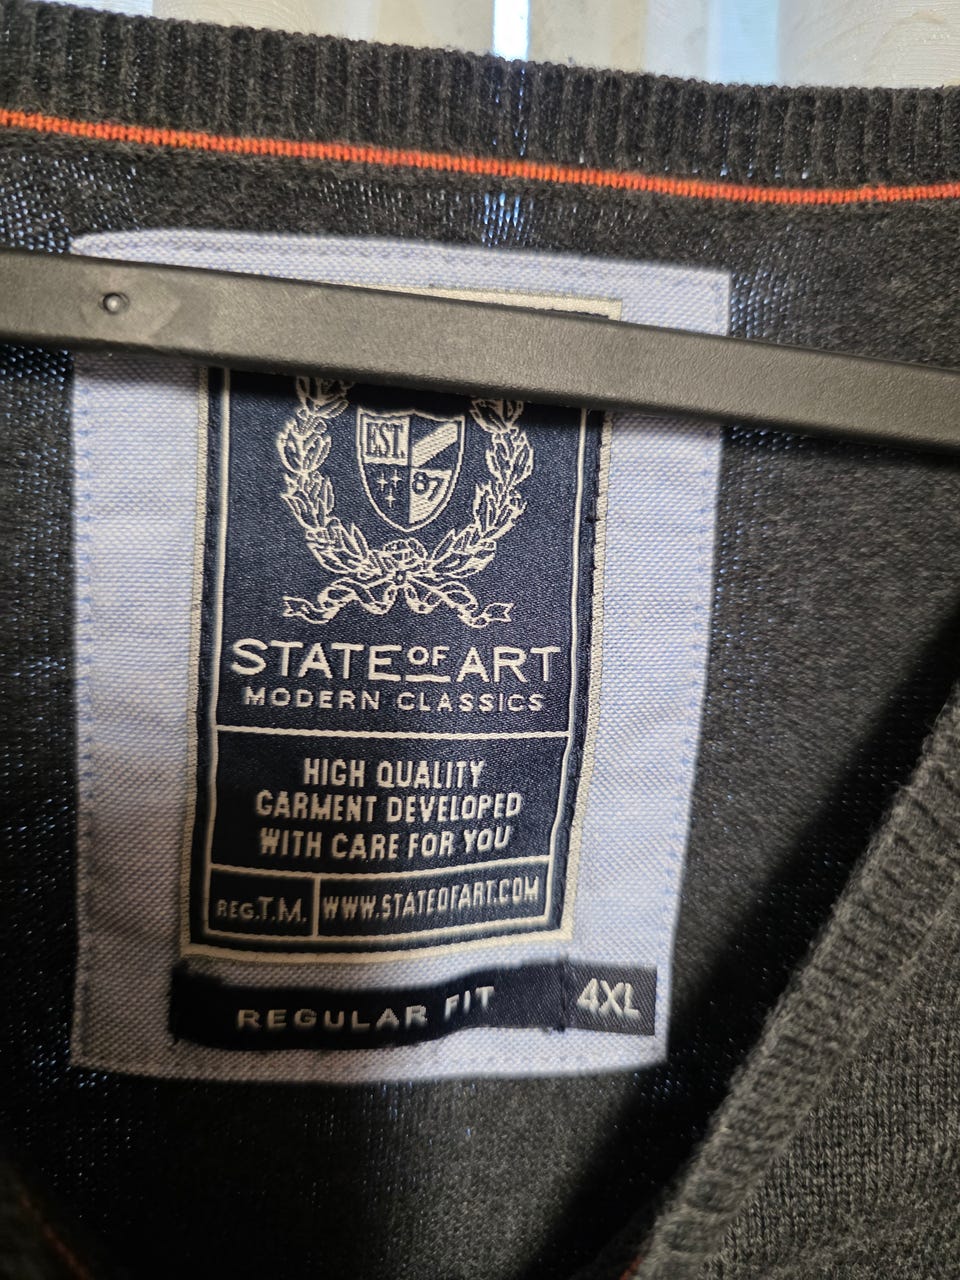 EST.
87
STATE OF ART
MODERN CLASSICS
HIGH QUALITY
GARMENT DEVELOPED
WITH CARE FOR YOU
REG.T.M. WWW.STATEOFART.COM
REGULAR FIT 4XL